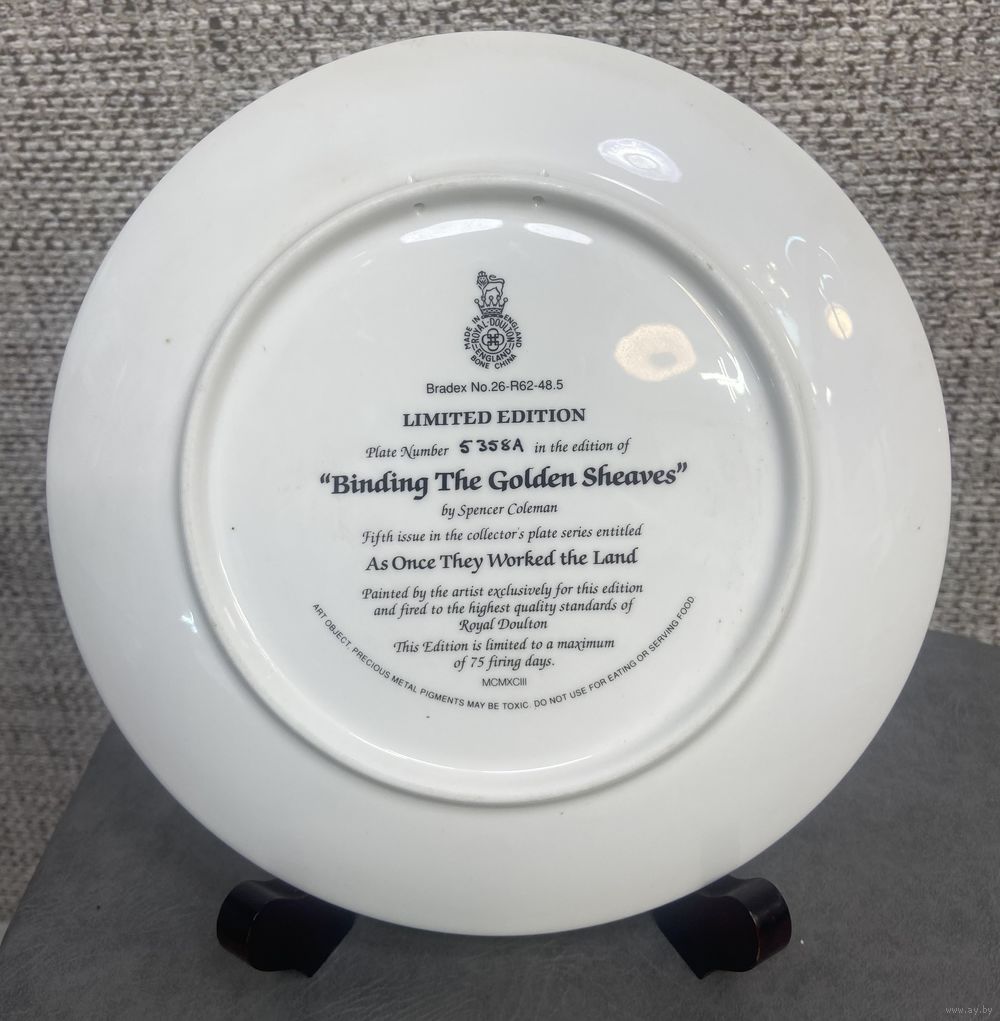 MADE IN ENGLAND
ROYAL-DOULTON
ENGLAND
BONE CHINA
Bradex No.26-R62-48.5
LIMITED EDITION
Plate Number 5358A in the edition of
“Binding The Golden Sheaves”
by Spencer Coleman
Fifth issue in the collector's plate series entitled
As Once They Worked the Land
Painted by the artist exclusively for this edition
and fired to the highest quality standards of
Royal Doulton
This Edition is limited to a maximum
of 75 firing days.
MCMXCIII
ART OBJECT. PRECIOUS METAL PIGMENTS MAY BE TOXIC. DO NOT USE FOR EATING OR SERVING FOOD
www.ay.by